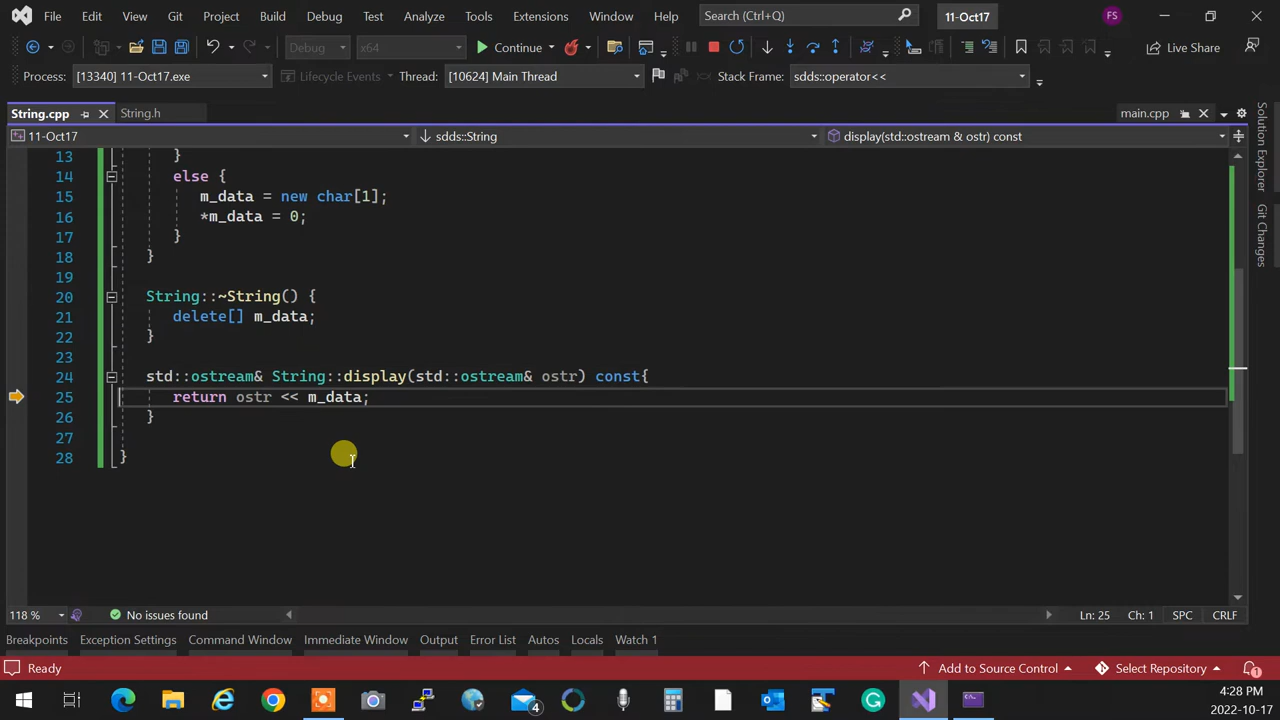 File Edit View Git Project Build Debug Test Analyze Tools Extensions Window Help Search (Ctrl+Q) 11-Oct17 FS
Debug x64 Continue Live Share
Process: [13340] 11-Oct17.exe Lifecycle Events Thread: [10624] Main Thread Stack Frame: sdds::operator<<
String.cpp String.h main.cpp
11-Oct17 sdds::String display(std::ostream & ostr) const
13 }
14 else {
15 m_data = new char[1];
16 *m_data = 0;
17 }
18 }
19
20 String::~String() {
21 delete[] m_data;
22 }
23
24 std::ostream& String::display(std::ostream& ostr) const{
25 return ostr << m_data;
26 }
27
28 }
Solution Explorer
Git Changes
118 % No issues found Ln: 25 Ch: 1 SPC CRLF
Breakpoints Exception Settings Command Window Immediate Window Output Error List Autos Locals Watch 1
Ready Add to Source Control Select Repository 1
4 4:28 PM
2022-10-17